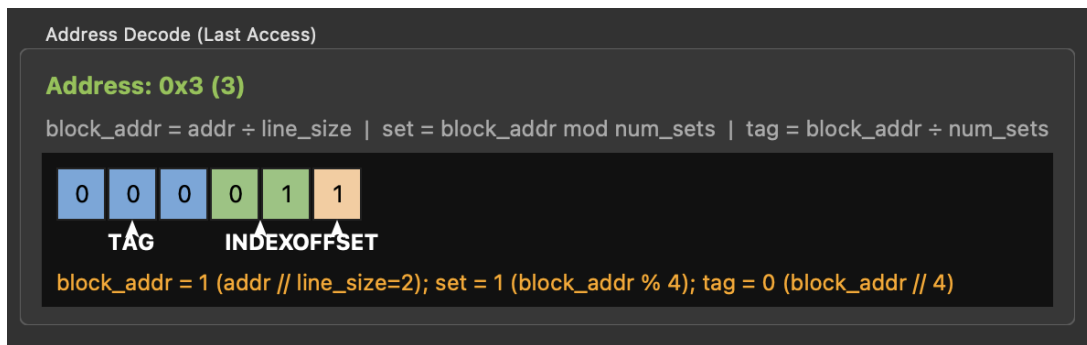 Address Decode (Last Access)
Address: 0x3 (3)
block_addr = addr ÷ line_size | set = block_addr mod num_sets | tag = block_addr ÷ num_sets
0 0 0 0 1 1
TAG INDEXOFFSET
block_addr = 1 (addr // line_size=2); set = 1 (block_addr % 4); tag = 0 (block_addr // 4)